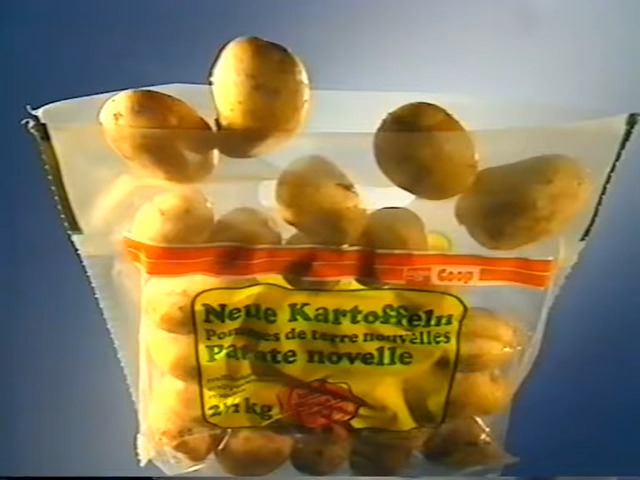 Coop
Neue Kartoffeln
Pommes de terre nouvelles
Patate novelle
2½ kg